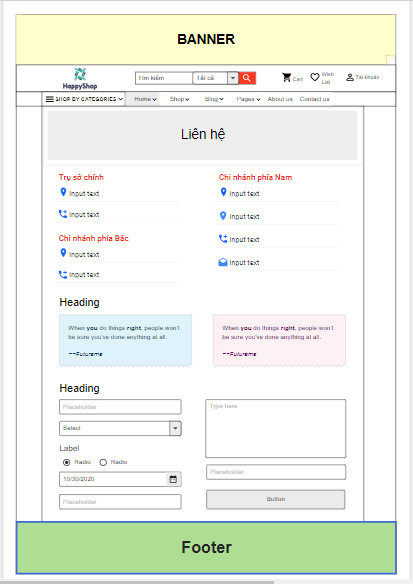 BANNER
HappyShop
Tìm kiếm
Tất cả
Cart
Wish
List
Tài khoản
SHOP BY CATEGORIES
Home
Shop
Blog
Pages
About us
Contact us
Liên hệ
Trụ sở chính
Input text
Input text
Chi nhánh phía Bắc
Input text
Input text
Chi nhánh phía Nam
Input text
Input text
Input text
Input text
Heading
When you do things right, people won't
be sure you've done anything at all.
~~Futurama
When you do things right, people won't
be sure you've done anything at all.
~~Futurama
Heading
Placeholder
Select
Label
Radio
Radio
10/30/2020
Placeholder
Type here
Placeholder
Button
Footer